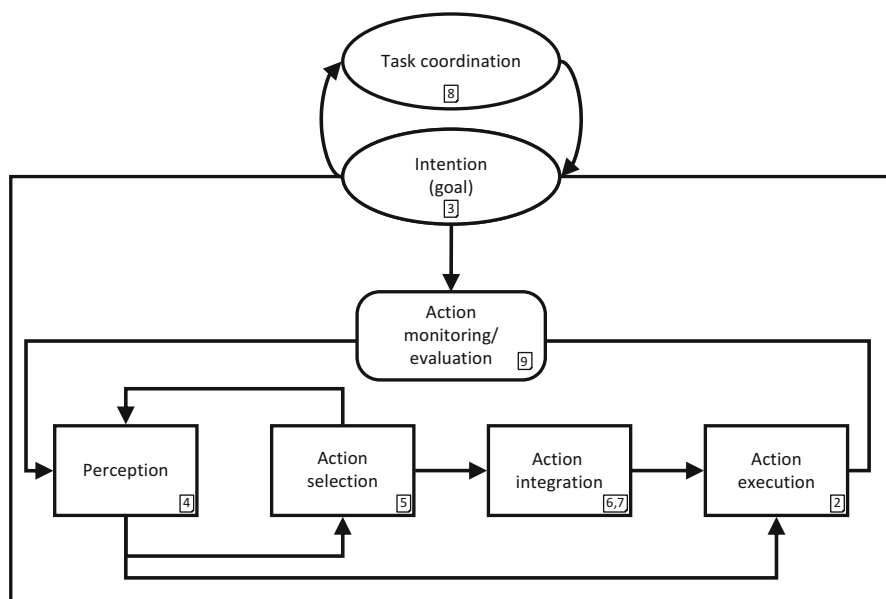 Task coordination
8
Intention
(goal)
3
Action
monitoring/
evaluation
9
Perception
4
Action
selection
5
Action
integration
6,7
Action
execution
2